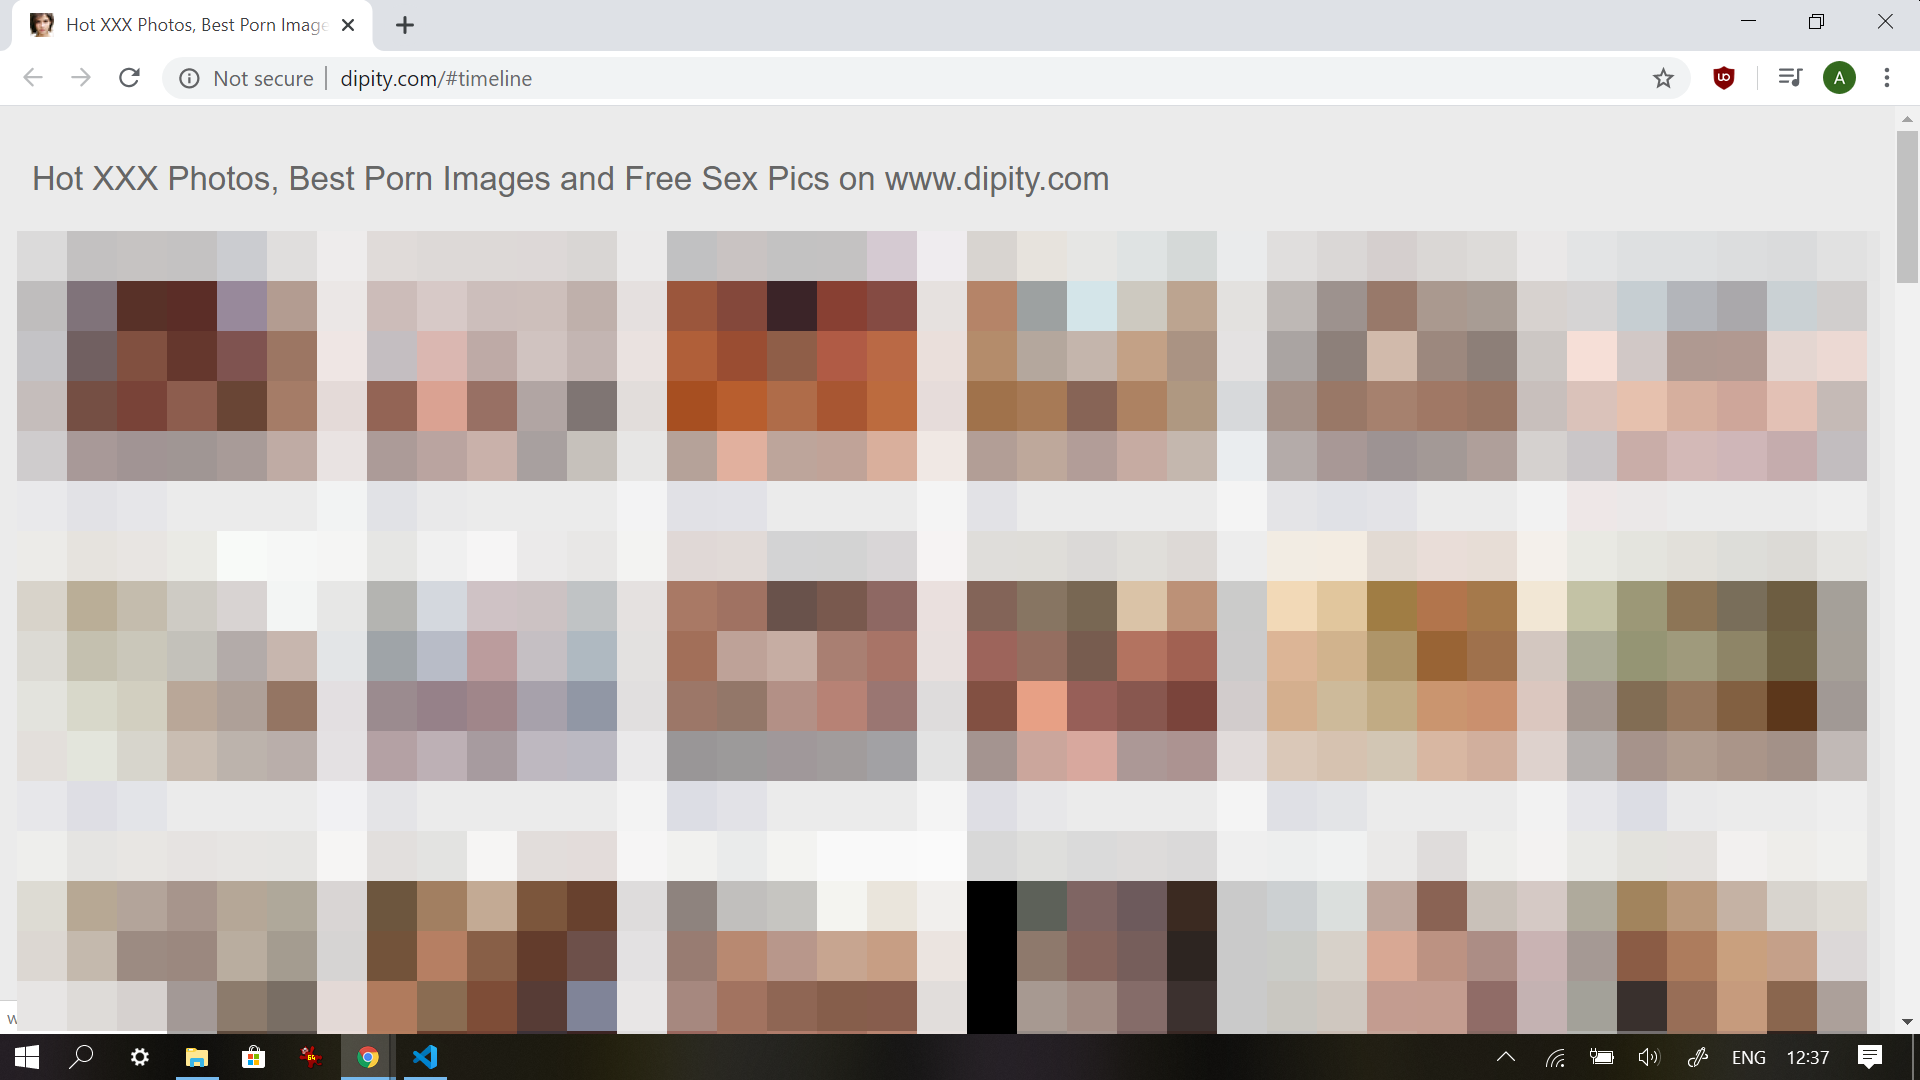 Hot XXX Photos, Best Porn Image
Not secure
dipity.com/#timeline
A
Hot XXX Photos, Best Porn Images and Free Sex Pics on www.dipity.com
w
64
ENG
12:37